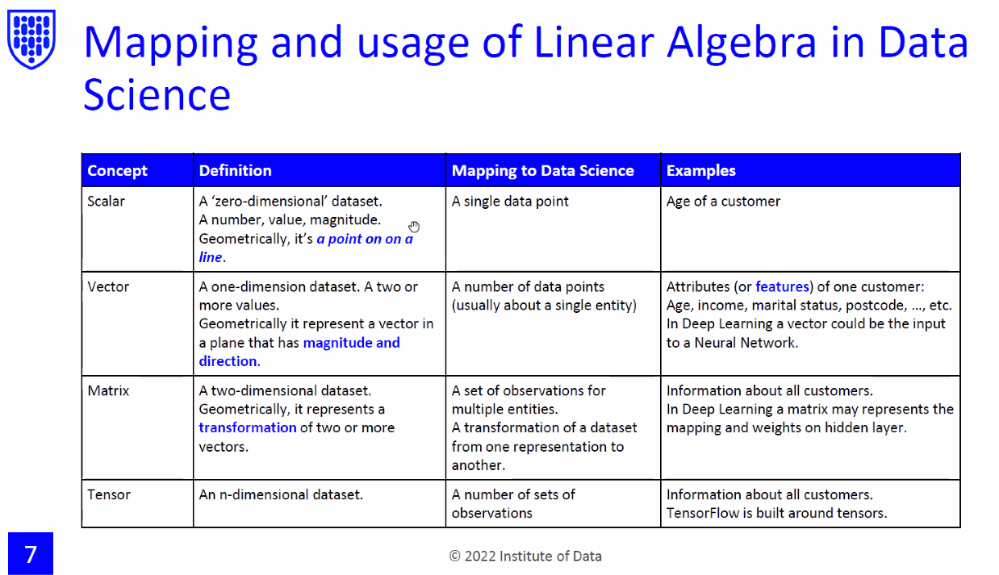 Mapping and usage of Linear Algebra in Data
Science
Concept
Definition
Mapping to Data Science
Examples
Scalar
A ‘zero-dimensional’ dataset.
A number, value, magnitude.
Geometrically, it’s a point on on a
line.
A single data point
Age of a customer
Vector
A one-dimension dataset. A two or
more values.
Geometrically it represent a vector in
a plane that has magnitude and
direction.
A number of data points
(usually about a single entity)
Attributes (or features) of one customer:
Age, income, marital status, postcode, …, etc.
In Deep Learning a vector could be the input
to a Neural Network.
Matrix
A two-dimensional dataset.
Geometrically, it represents a
transformation of two or more
vectors.
A set of observations for
multiple entities.
A transformation of a dataset
from one representation to
another.
Information about all customers.
In Deep Learning a matrix may represents the
mapping and weights on hidden layer.
Tensor
An n-dimensional dataset.
A number of sets of
observations
Information about all customers.
TensorFlow is built around tensors.
7
© 2022 Institute of Data